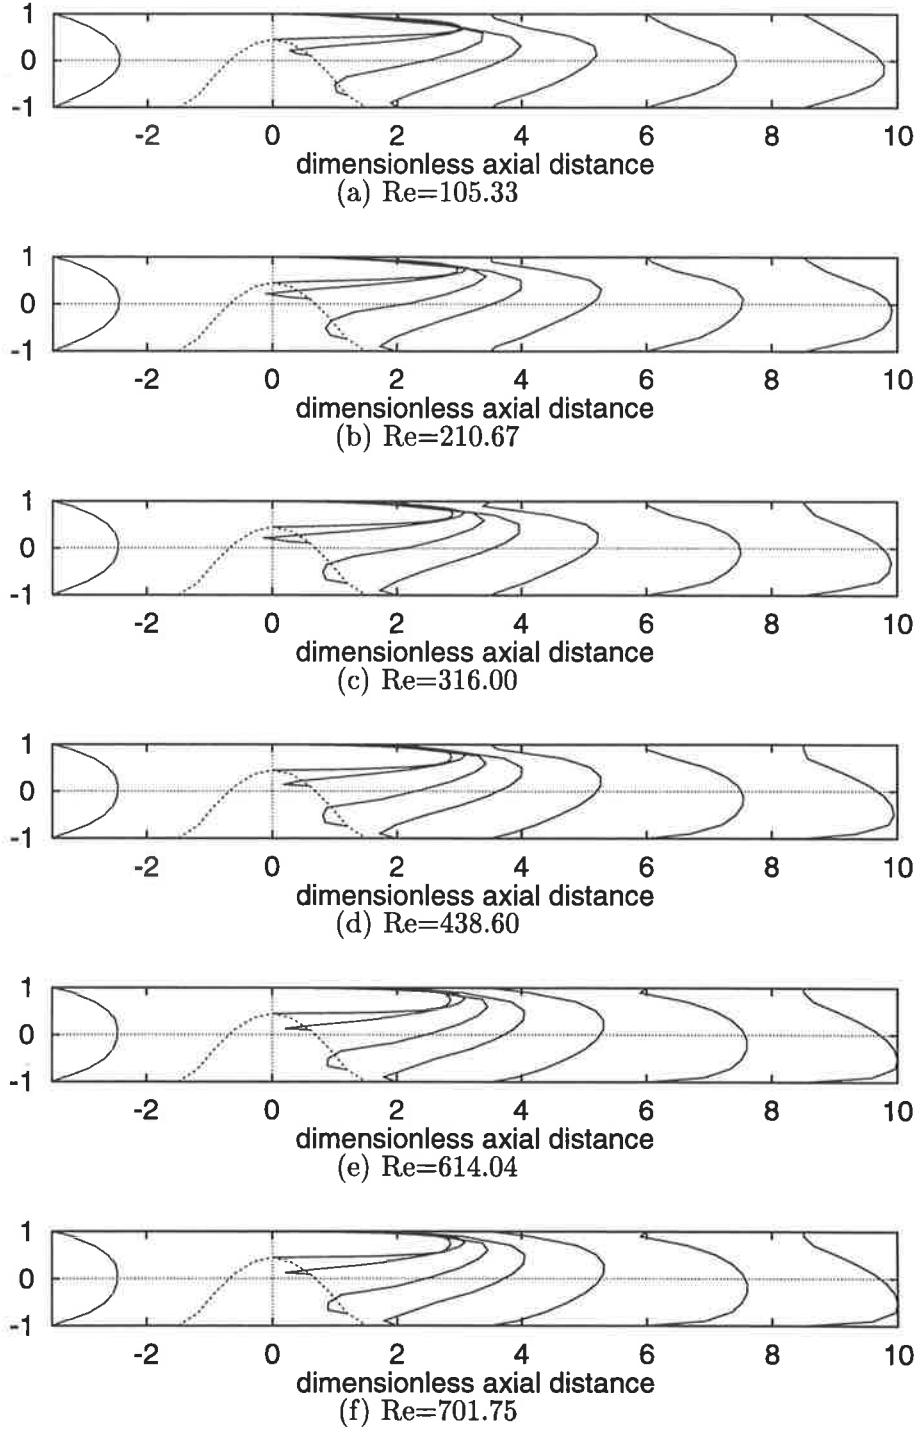 1
0
-1
-2 0 2 4 6 8 10
dimensionless axial distance
(a) Re=105.33
1
0
-1
-2 0 2 4 6 8 10
dimensionless axial distance
(b) Re=210.67
1
0
-1
-2 0 2 4 6 8 10
dimensionless axial distance
(c) Re=316.00
1
0
-1
-2 0 2 4 6 8 10
dimensionless axial distance
(d) Re=438.60
1
0
-1
-2 0 2 4 6 8 10
dimensionless axial distance
(e) Re=614.04
1
0
-1
-2 0 2 4 6 8 10
dimensionless axial distance
(f) Re=701.75